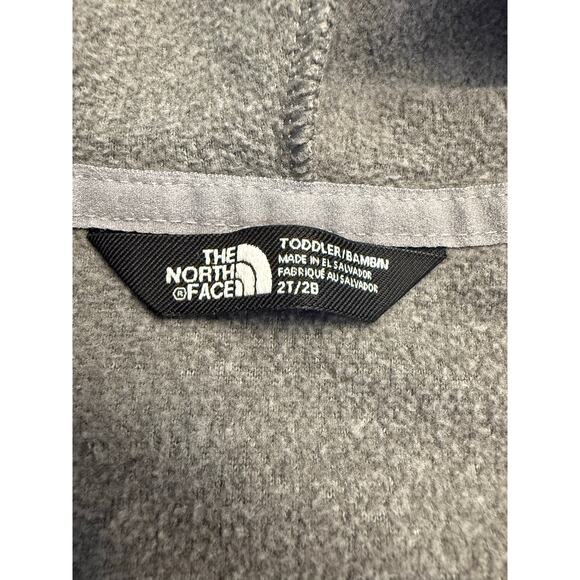 THE
NORTH
®FACE
TODDLER/BAMBIN
MADE IN EL SALVADOR
FABRIQUÉ AU SALVADOR
2T/2B